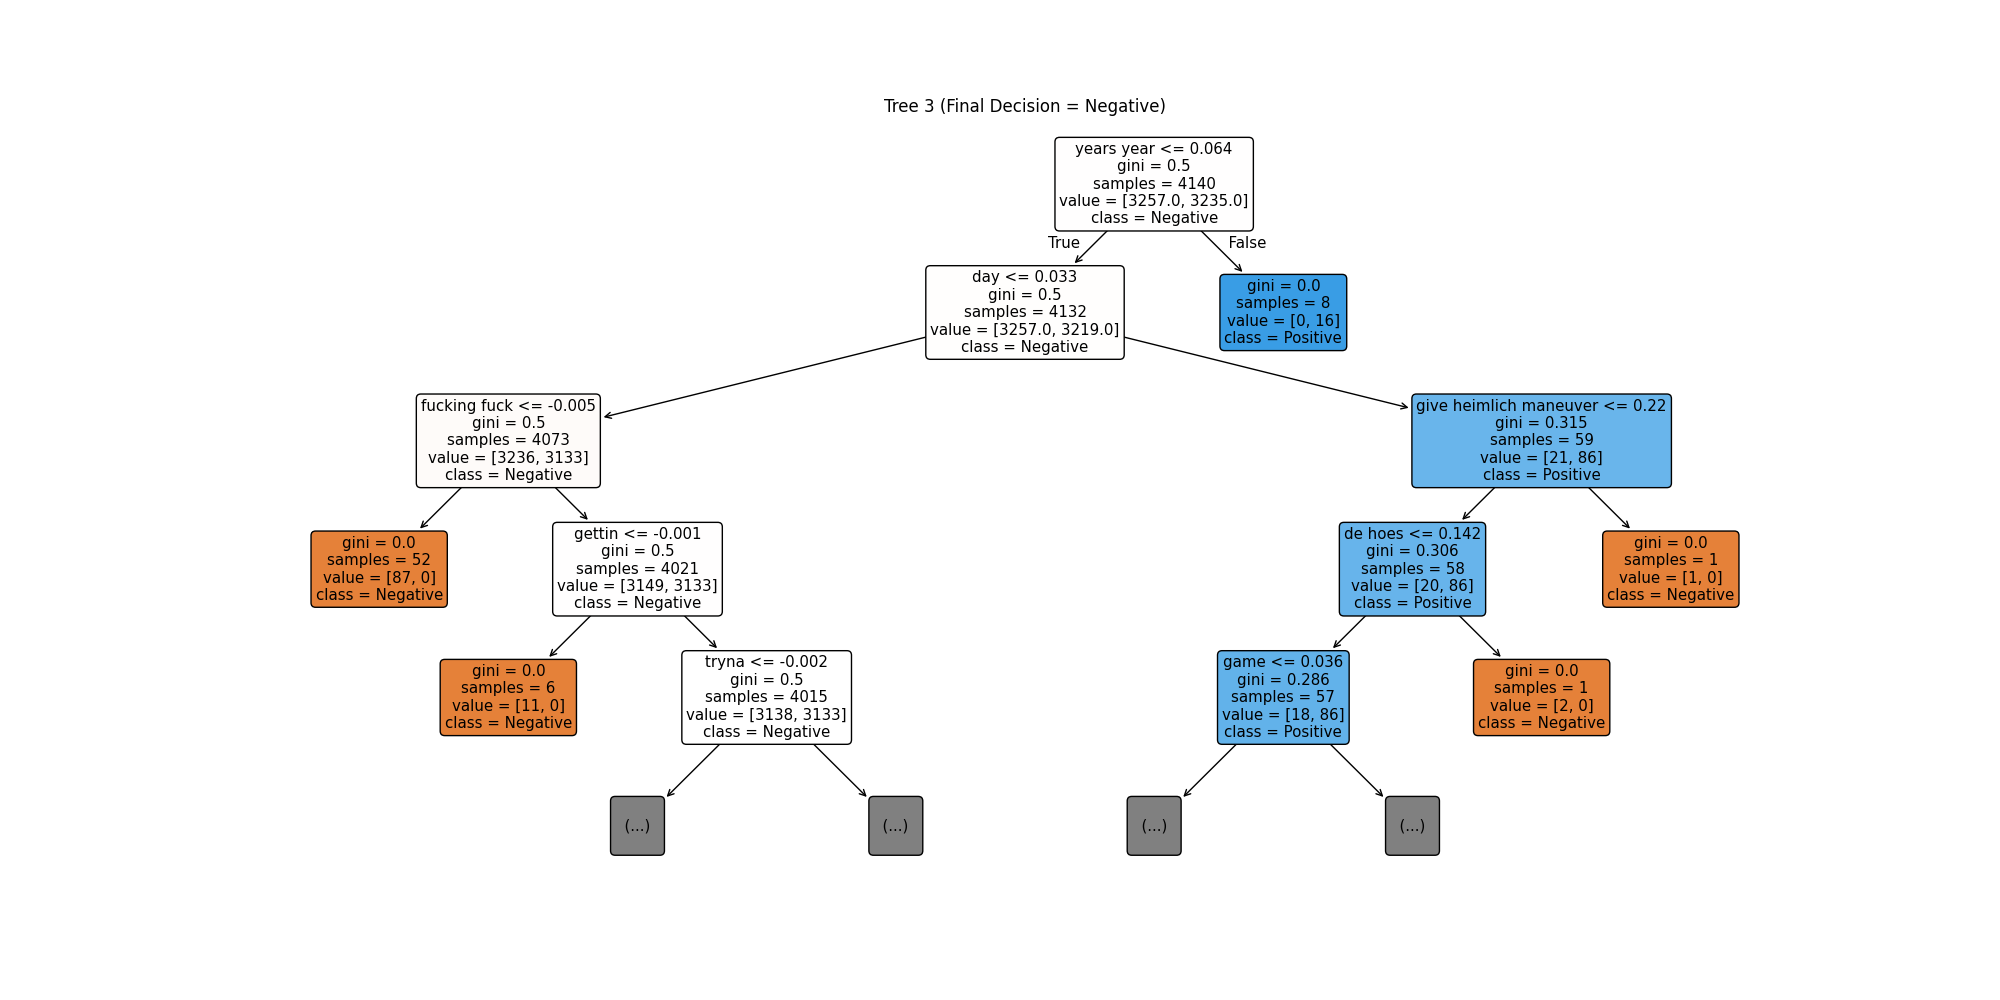 Tree 3 (Final Decision = Negative)
years year <= 0.064
gini = 0.5
samples = 4140
value = [3257.0, 3235.0]
class = Negative
True
False
day <= 0.033
gini = 0.5
samples = 4132
value = [3257.0, 3219.0]
class = Negative
gini = 0.0
samples = 8
value = [0, 16]
class = Positive
fucking fuck <= -0.005
gini = 0.5
samples = 4073
value = [3236, 3133]
class = Negative
give heimlich maneuver <= 0.22
gini = 0.315
samples = 59
value = [21, 86]
class = Positive
gini = 0.0
samples = 52
value = [87, 0]
class = Negative
gettin <= -0.001
gini = 0.5
samples = 4021
value = [3149, 3133]
class = Negative
de hoes <= 0.142
gini = 0.306
samples = 58
value = [20, 86]
class = Positive
gini = 0.0
samples = 1
value = [1, 0]
class = Negative
gini = 0.0
samples = 6
value = [11, 0]
class = Negative
tryna <= -0.002
gini = 0.5
samples = 4015
value = [3138, 3133]
class = Negative
game <= 0.036
gini = 0.286
samples = 57
value = [18, 86]
class = Positive
gini = 0.0
samples = 1
value = [2, 0]
class = Negative
(...)
(...)
(...)
(...)